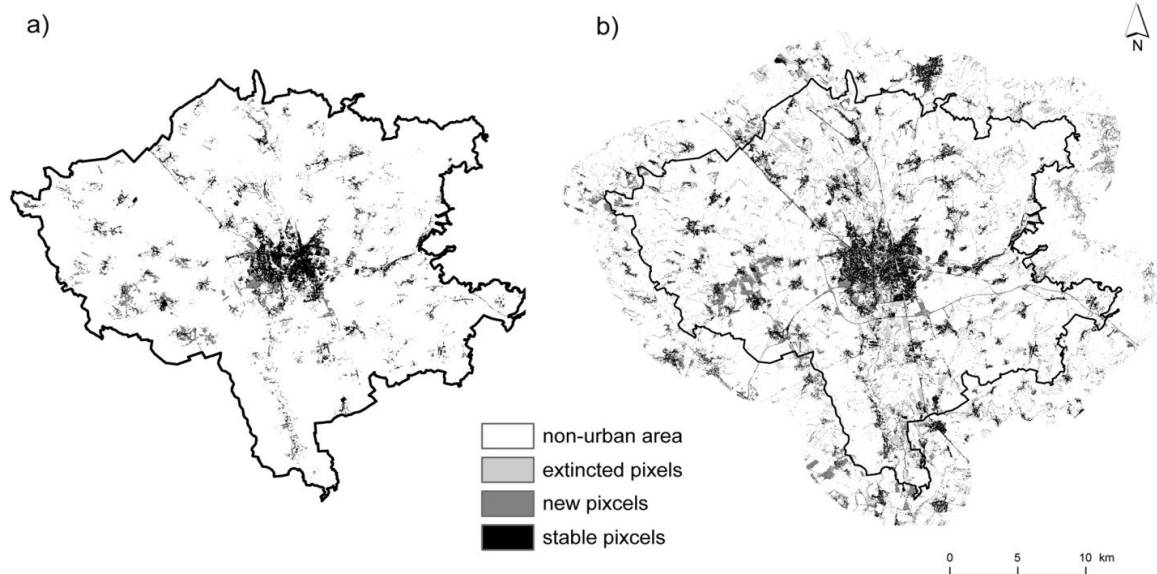 a)
b)
N
non-urban area
extincted pixels
new pixcels
stable pixcels
0 5 10 km